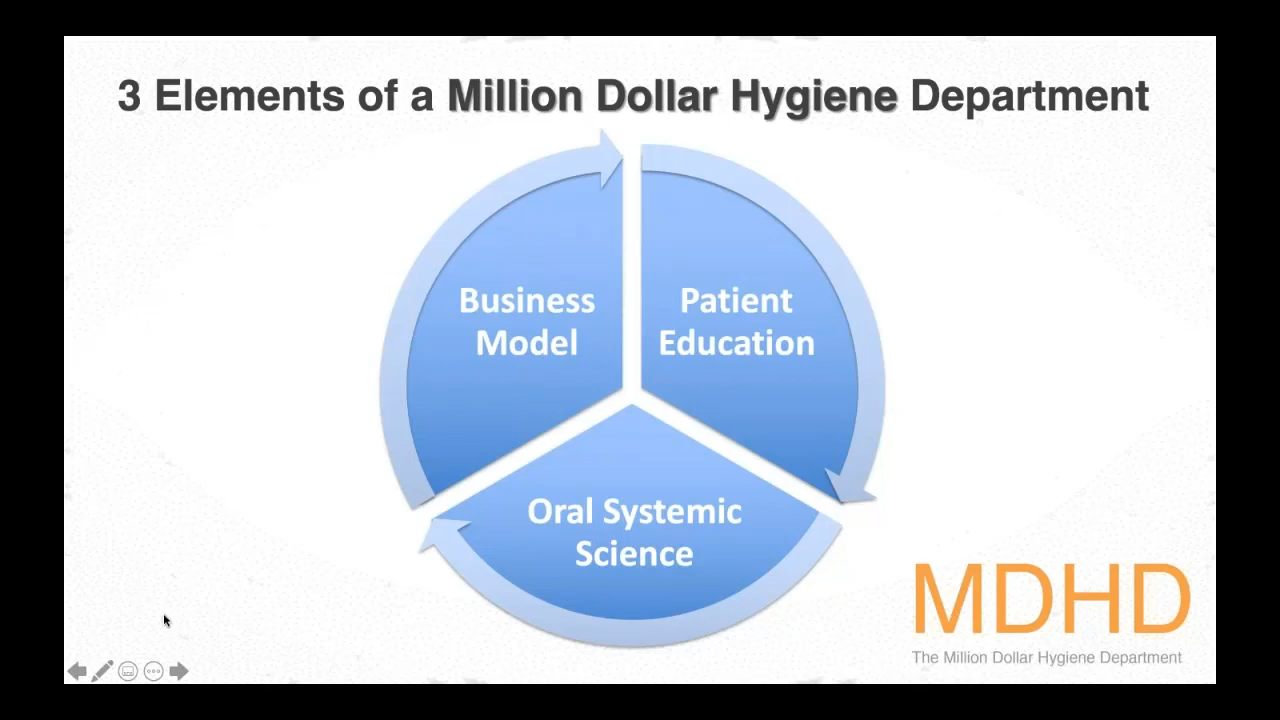 3 Elements of a Million Dollar Hygiene Department
Business
Model
Patient
Education
Oral Systemic
Science
MDHD
The Million Dollar Hygiene Department